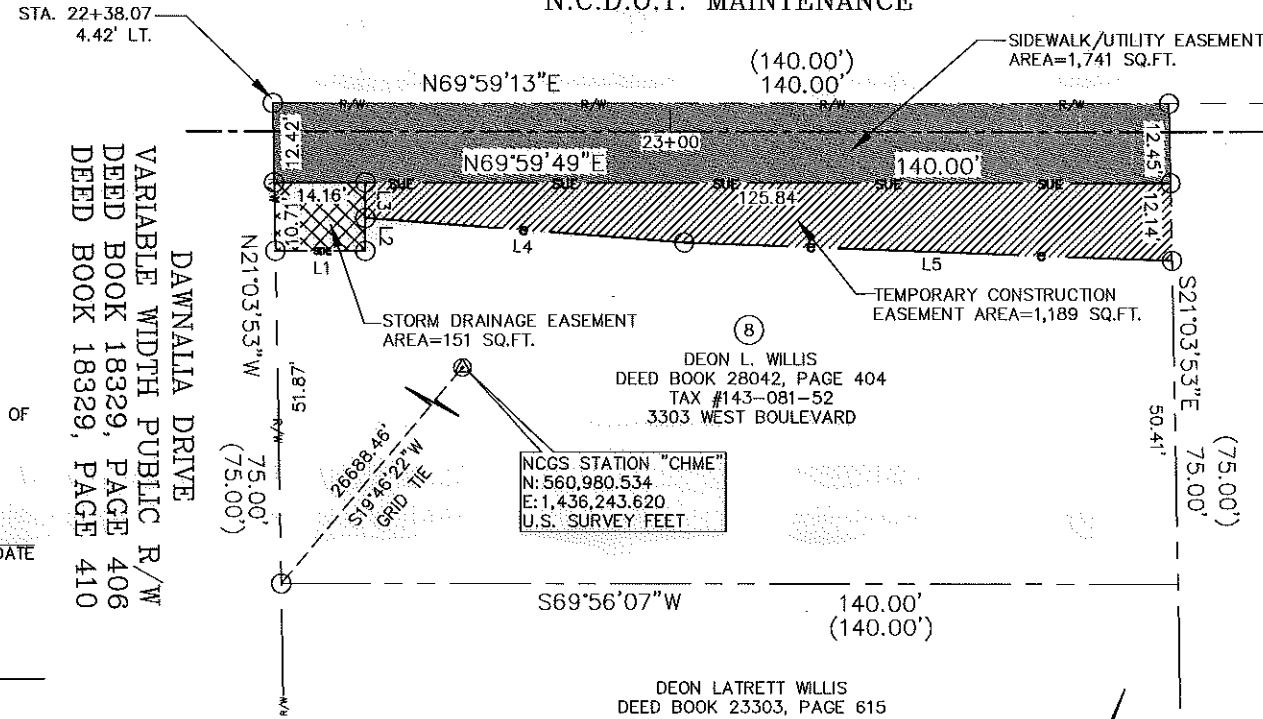 N.C.D.O.T. MAINTENANCE
STA. 22+38.07
4.42' LT.
SIDEWALK/UTILITY EASEMENT
AREA=1,741 SQ.FT.
(140.00')
140.00'
N69°59'13"E
R/W
R/W
R/W
R/W
12.42'
23+00
12.45'
N69°59'49"E
140.00'
SUE
SUE
SUE
SUE
SUE
14.16'
125.84'
10.71'
L3
L2
12.14'
L4
SDE
L1
L5
N21°03'53"W
S21°03'53"E
TEMPORARY CONSTRUCTION
EASEMENT AREA=1,189 SQ.FT.
STORM DRAINAGE EASEMENT
AREA=151 SQ.FT.
8
DEON L. WILLIS
DEED BOOK 28042, PAGE 404
TAX #143-081-52
3303 WEST BOULEVARD
DAWNALIA DRIVE
VARIABLE WIDTH PUBLIC R/W
DEED BOOK 18329, PAGE 406
DEED BOOK 18329, PAGE 410
OF
DATE
51.87'
R/W
75.00'
(75.00')
50.41'
75.00'
(75.00')
26688.46'
S19°46'22"W
GRID TIE
NCGS STATION "CHME"
N: 560,980.534
E: 1,436,243.620
U.S. SURVEY FEET
S69°56'07"W
140.00'
(140.00')
R/W
DEON LATRETT WILLIS
DEED BOOK 23303, PAGE 615